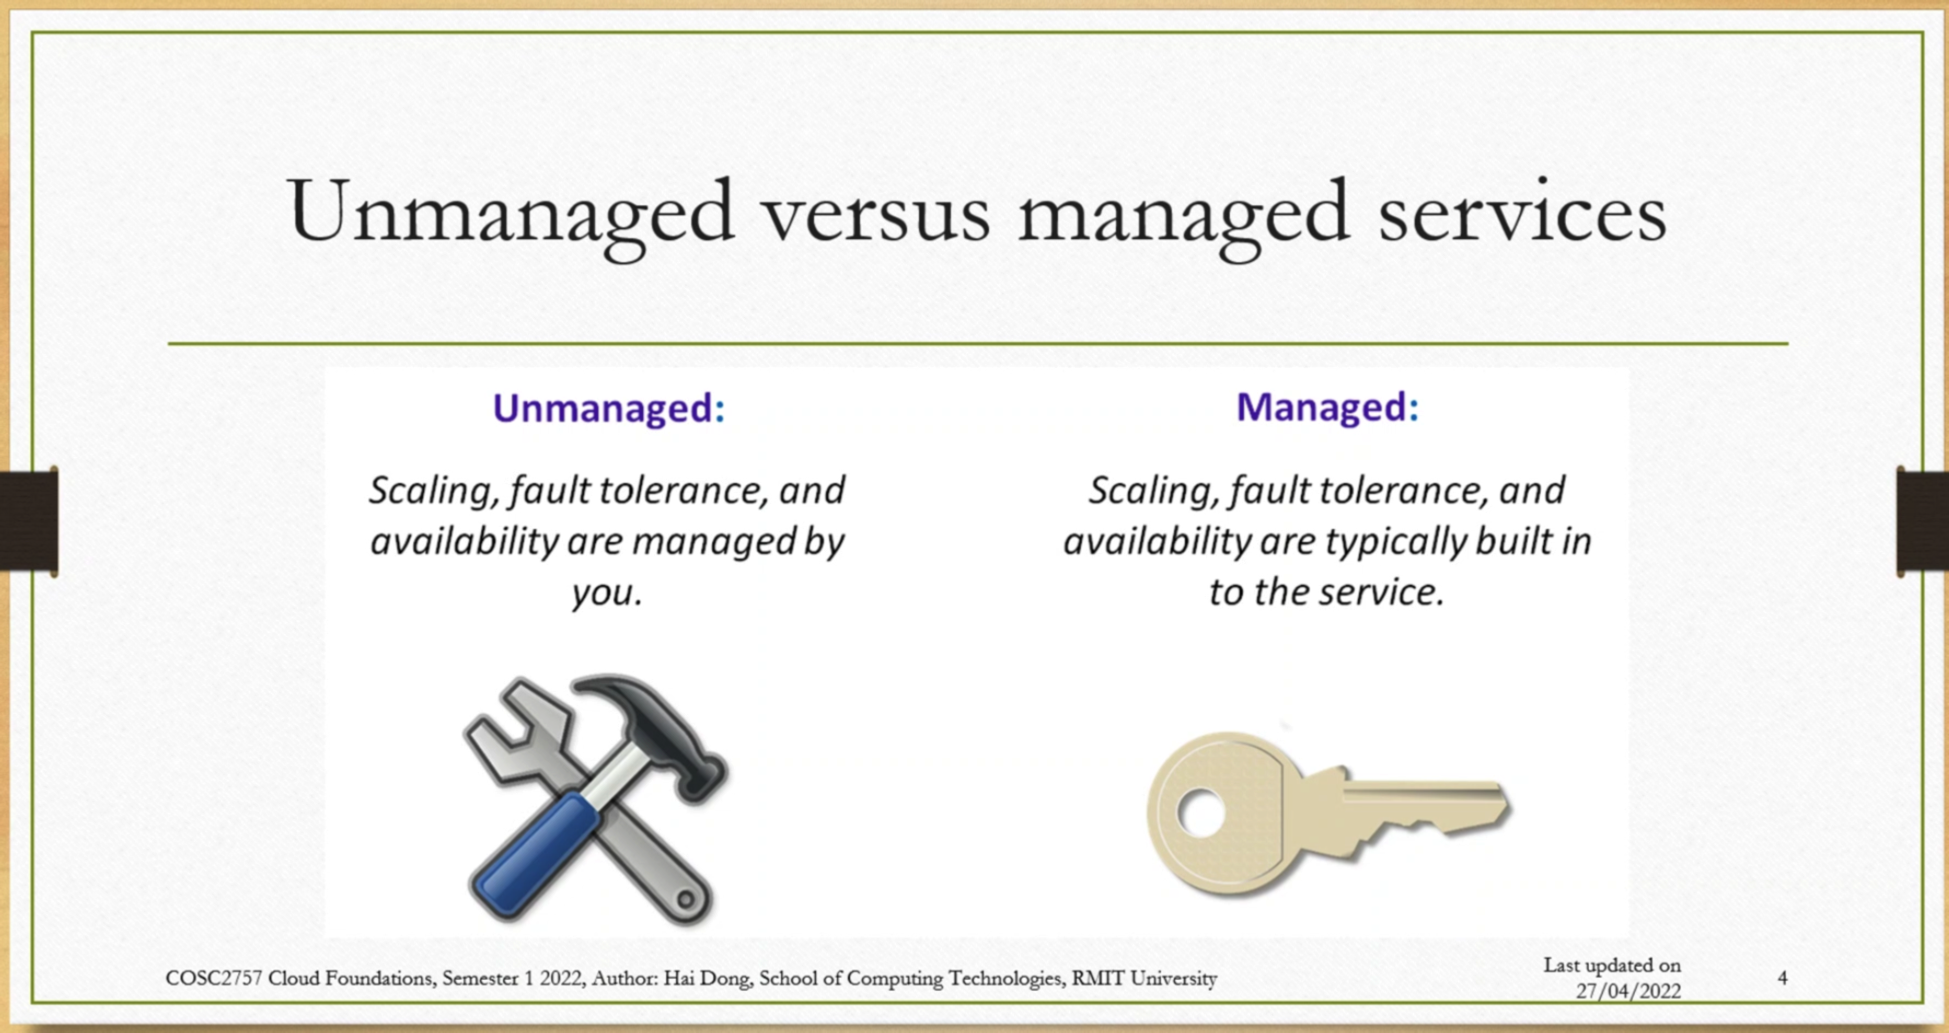 Unmanaged versus managed services
Unmanaged:
Scaling, fault tolerance, and
availability are managed by
you.
Managed:
Scaling, fault tolerance, and
availability are typically built in
to the service.
COSC2757 Cloud Foundations, Semester 1 2022, Author: Hai Dong, School of Computing Technologies, RMIT University
Last updated on
27/04/2022
4